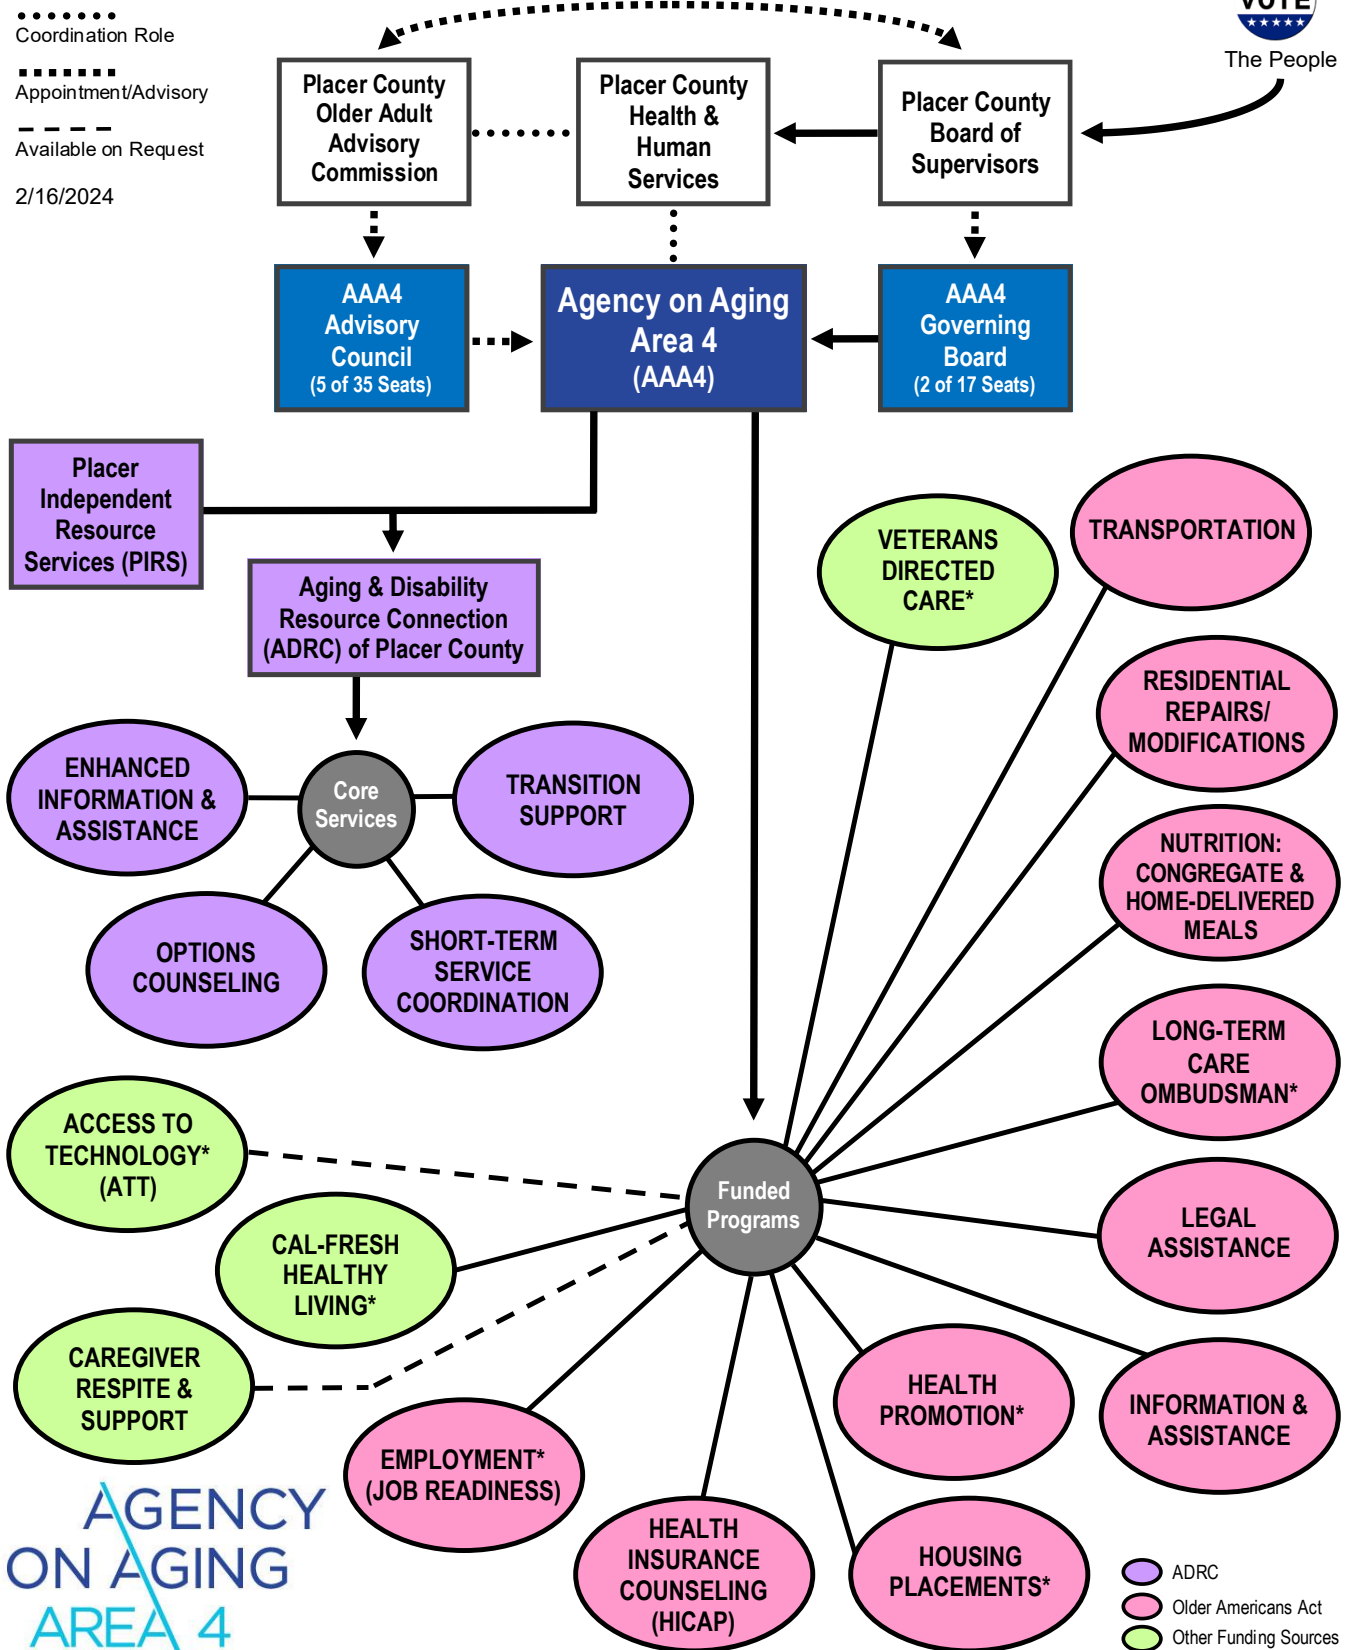 VOTE
The People
Coordination Role
Appointment/Advisory
Available on Request
2/16/2024
Placer County
Older Adult
Advisory
Commission
Placer County
Health &
Human
Services
Placer County
Board of
Supervisors
AAA4
Advisory
Council
(5 of 35 Seats)
Agency on Aging
Area 4
(AAA4)
AAA4
Governing
Board
(2 of 17 Seats)
Placer
Independent
Resource
Services (PIRS)
Aging & Disability
Resource Connection
(ADRC) of Placer County
Core
Services
ENHANCED
INFORMATION &
ASSISTANCE
TRANSITION
SUPPORT
OPTIONS
COUNSELING
SHORT-TERM
SERVICE
COORDINATION
VETERANS
DIRECTED
CARE*
TRANSPORTATION
RESIDENTIAL
REPAIRS/
MODIFICATIONS
NUTRITION:
CONGREGATE &
HOME-DELIVERED
MEALS
LONG-TERM
CARE
OMBUDSMAN*
LEGAL
ASSISTANCE
INFORMATION &
ASSISTANCE
Funded
Programs
ACCESS TO
TECHNOLOGY*
(ATT)
CAL-FRESH
HEALTHY
LIVING*
CAREGIVER
RESPITE &
SUPPORT
EMPLOYMENT*
(JOB READINESS)
HEALTH
INSURANCE
COUNSELING
(HICAP)
HEALTH
PROMOTION*
HOUSING
PLACEMENTS*
AGENCY
ON AGING
AREA 4
ADRC
Older Americans Act
Other Funding Sources